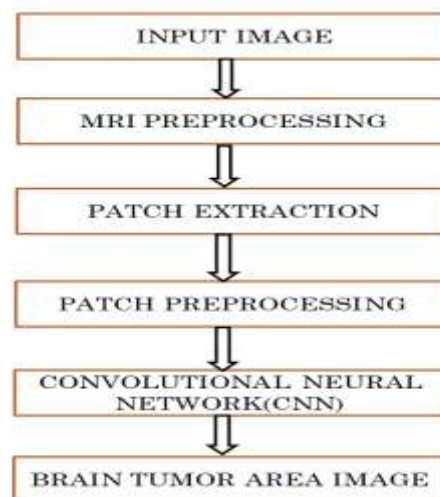 INPUT IMAGE
MRI PREPROCESSING
PATCH EXTRACTION
PATCH PREPROCESSING
CONVOLUTIONAL NEURAL
NETWORK(CNN)
BRAIN TUMOR AREA IMAGE